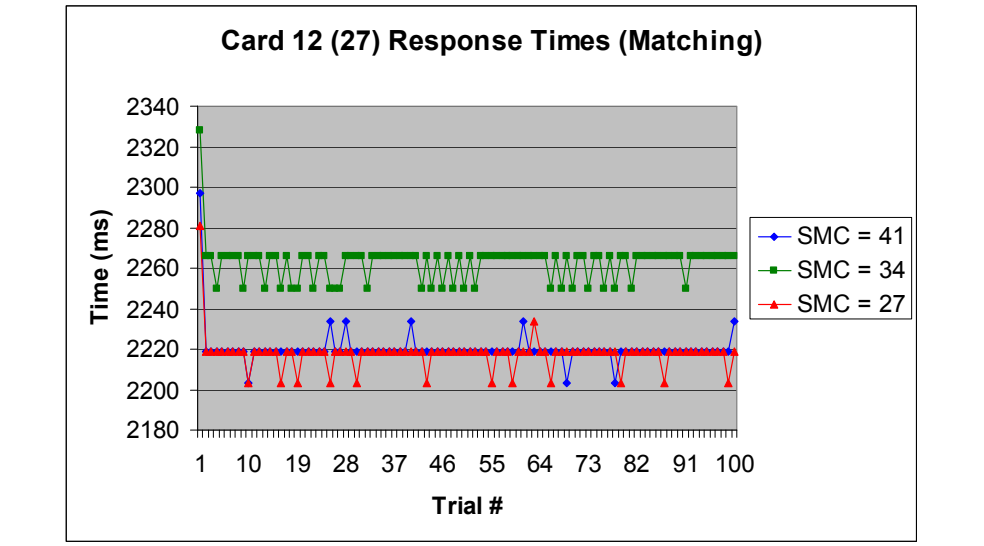 Card 12 (27) Response Times (Matching)
2340
2320
2300
2280
2260
2240
2220
2200
2180
Time (ms)
1 10 19 28 37 46 55 64 73 82 91 100
Trial #
SMC = 41
SMC = 34
SMC = 27